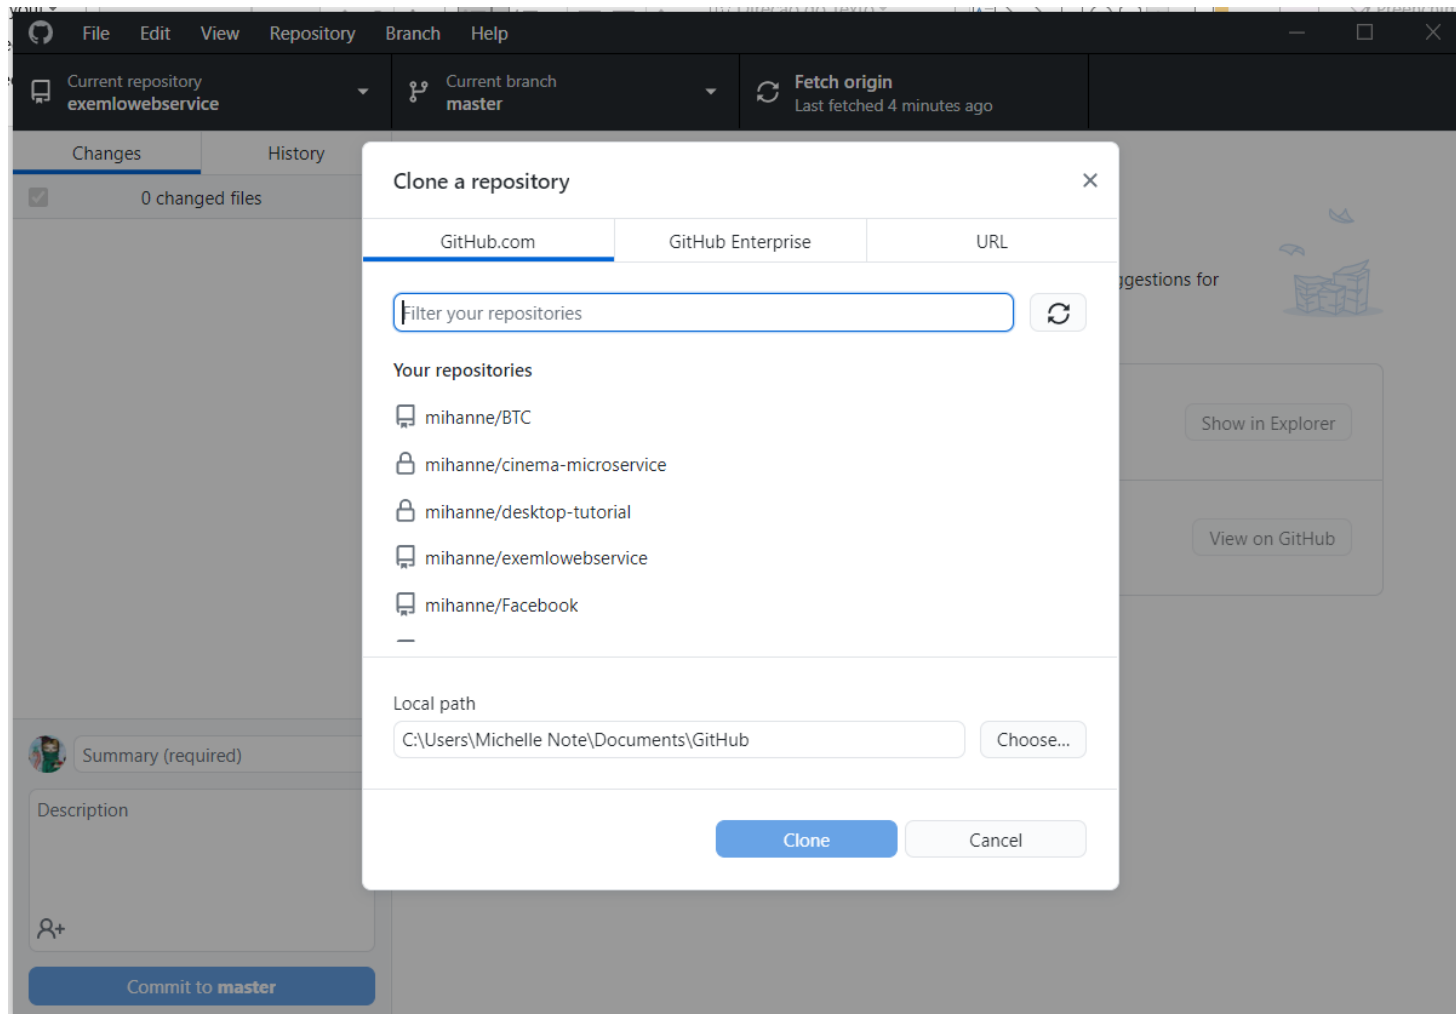 File Edit View Repository Branch Help
Current repository
exemlowebservice
Current branch
master
Fetch origin
Last fetched 4 minutes ago
Changes
History
0 changed files
Clone a repository
GitHub.com
GitHub Enterprise
URL
Filter your repositories
Your repositories
mihanne/BTC
mihanne/cinema-microservice
mihanne/desktop-tutorial
mihanne/exemlowebservice
mihanne/Facebook
Local path
C:\Users\Michelle Note\Documents\GitHub
Choose...
Clone
Cancel
for
Show in Explorer
View on GitHub
Summary (required)
Description
Commit to master